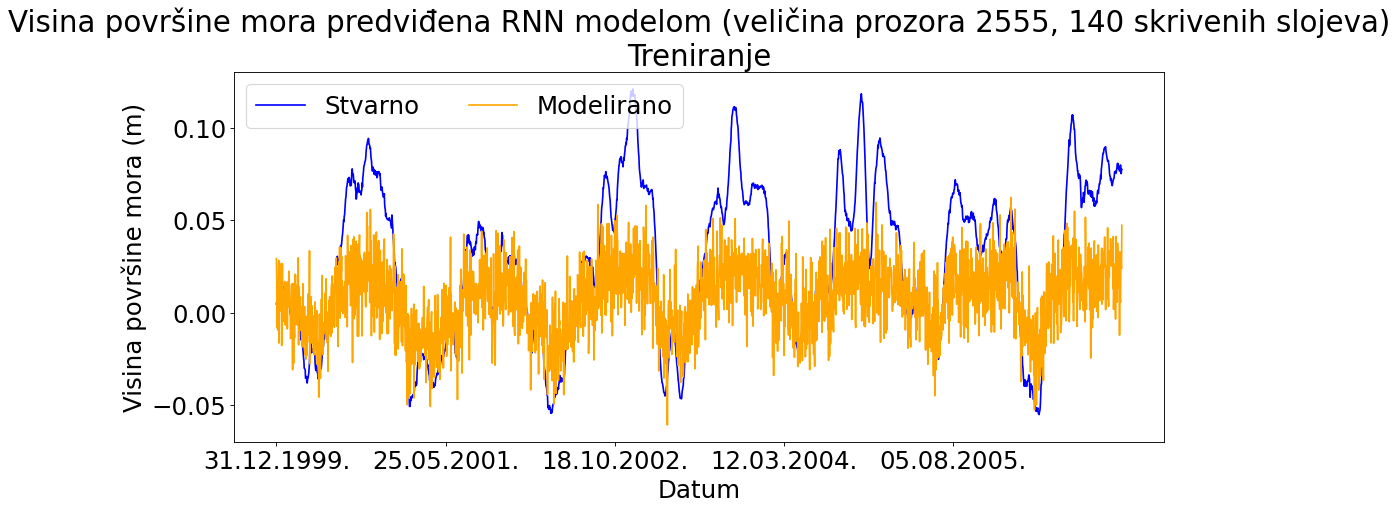 Visina površine mora predviđena RNN modelom (veličina prozora 2555, 140 skrivenih slojeva)
Treniranje
Stvarno
Modelirano
Visina površine mora (m)
0.10
0.05
0.00
−0.05
31.12.1999.
25.05.2001.
18.10.2002.
12.03.2004.
05.08.2005.
Datum